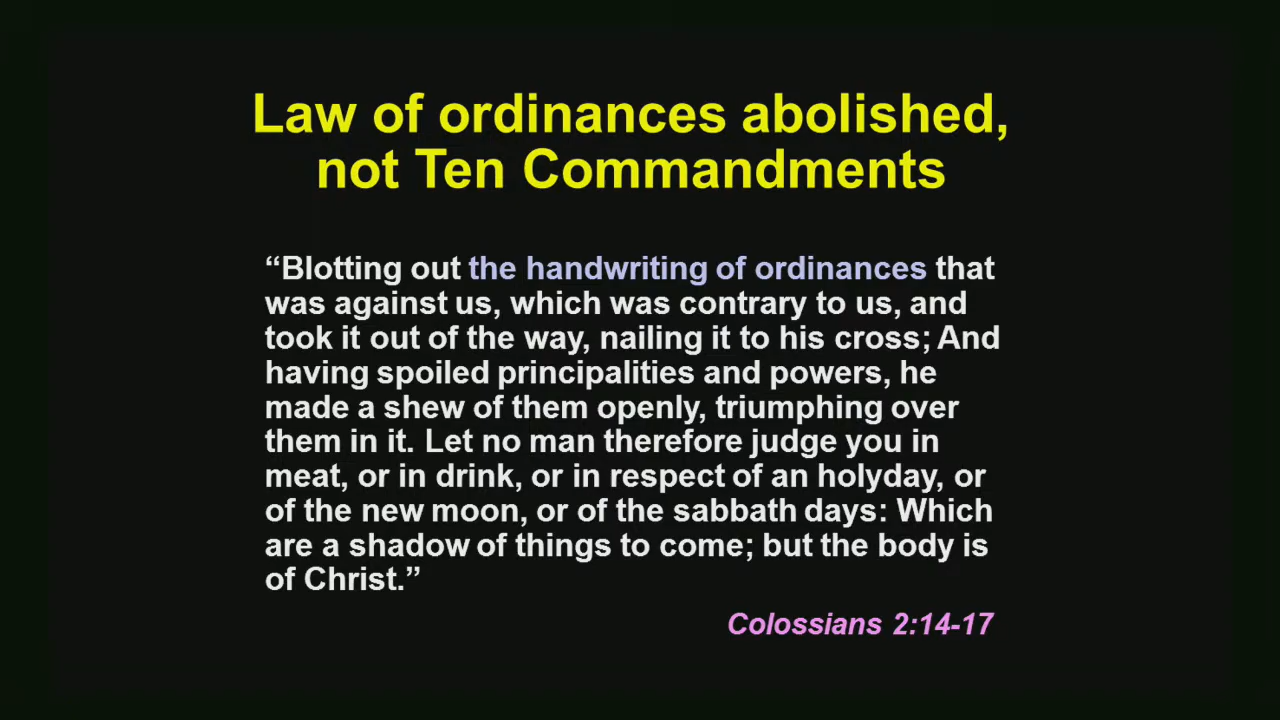 Law of ordinances abolished,
not Ten Commandments
“Blotting out the handwriting of ordinances that
was against us, which was contrary to us, and
took it out of the way, nailing it to his cross; And
having spoiled principalities and powers, he
made a shew of them openly, triumphing over
them in it. Let no man therefore judge you in
meat, or in drink, or in respect of an holyday, or
of the new moon, or of the sabbath days: Which
are a shadow of things to come; but the body is
of Christ.”
Colossians 2:14-17